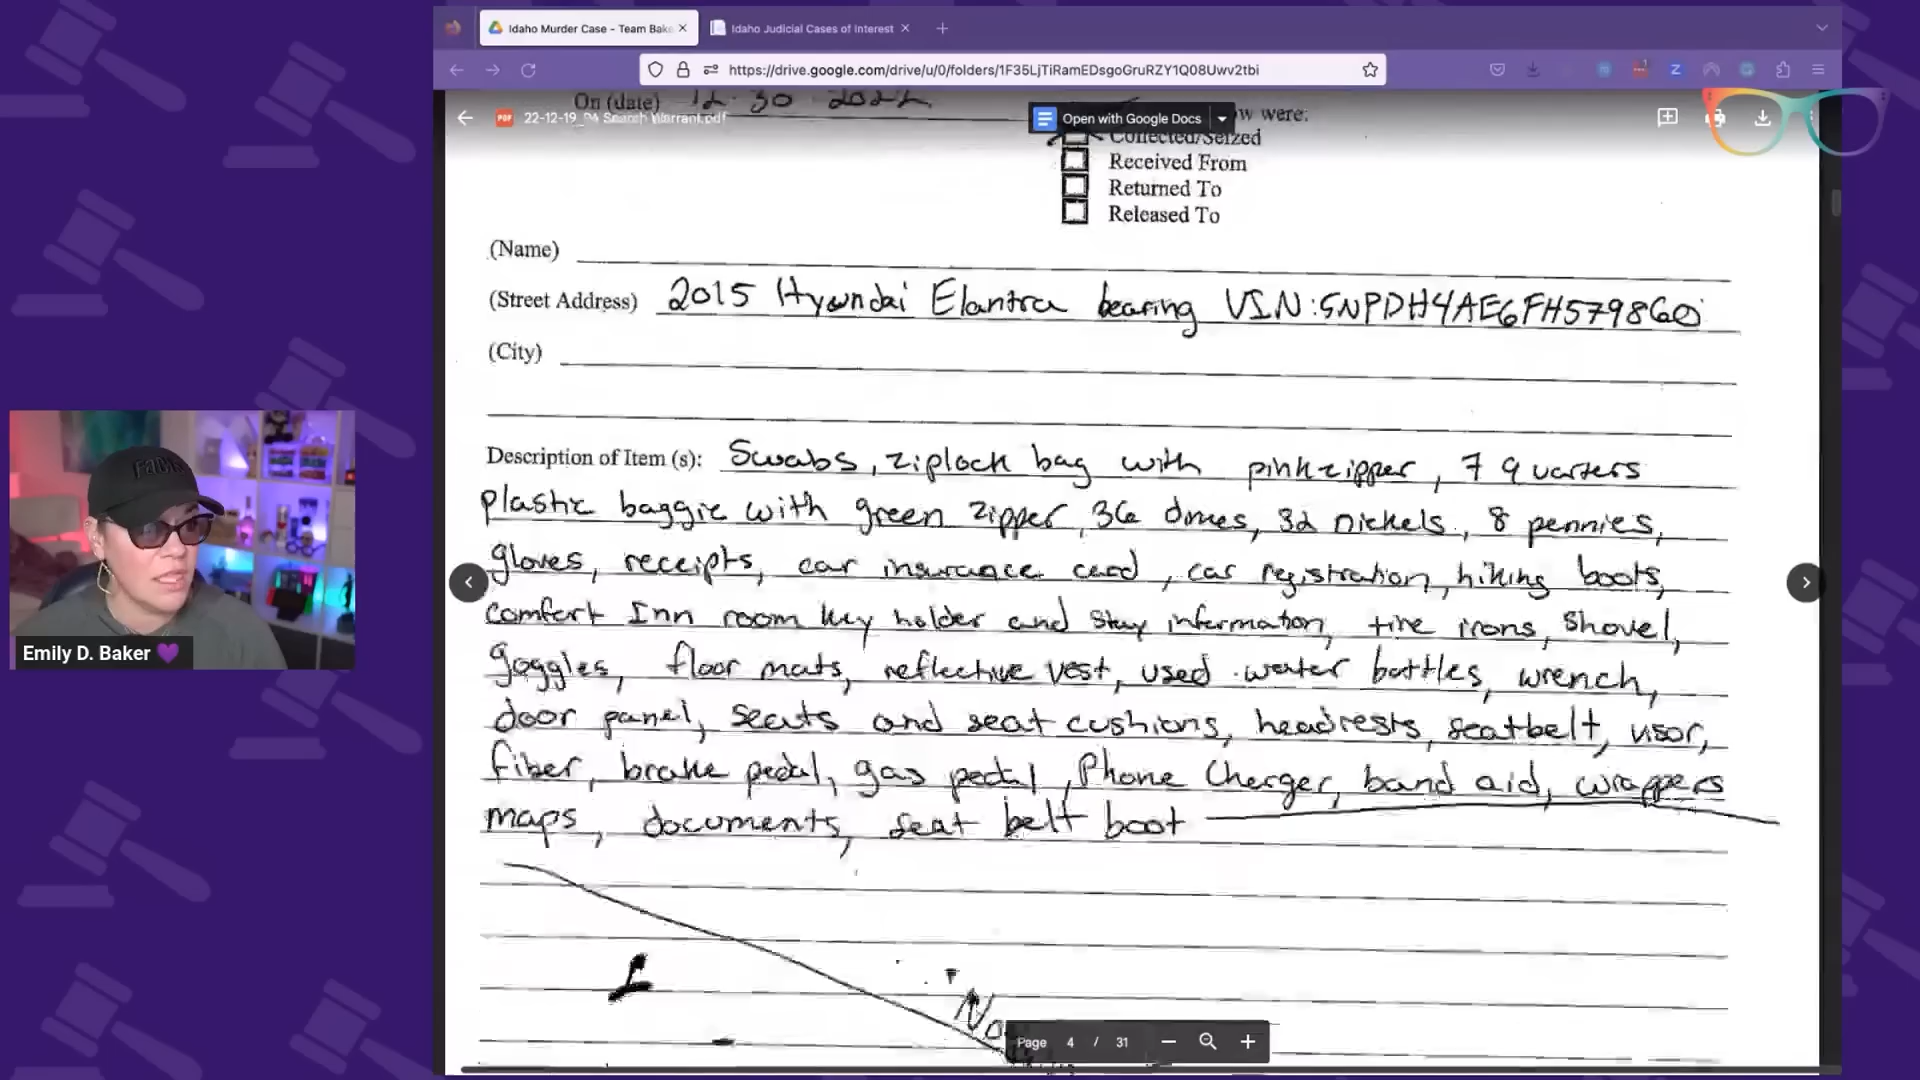 Idaho Murder Case - Team Bake
Idaho Judicial Cases of Interest
https://drive.google.com/drive/u/0/folders/1F35LjTiRamEDsgoGruRZY1Q08Uwv2tbi
On (date) 12.30 2022
22-12-19_PA Search Warrant.pdf
Open with Google Docs
ow were:
Collected/Seized
Received From
Returned To
Released To
(Name)
(Street Address) 2015 Hyundai Elantra bearing VIN: 5NPDH4AE6FH579860
(City)
Description of Item (s): Swabs, ziplock bag with pink zipper, 7 quarters
plastic baggie with green zipper, 36 dimes, 32 nickels, 8 pennies,
gloves, receipts, car insurance card, car registration, hiking boots,
comfort Inn room key holder and stay information, tire irons, shovel,
goggles, floor mats, reflective vest, used water bottles, wrench,
door panel, seats and seat cushions, headrests, seatbelt, visor,
fiber, brake pedal, gas pedal, Phone Charger, band aid, wrappers
maps, documents, seat belt boot
Page 4 / 31
Facts
Emily D. Baker